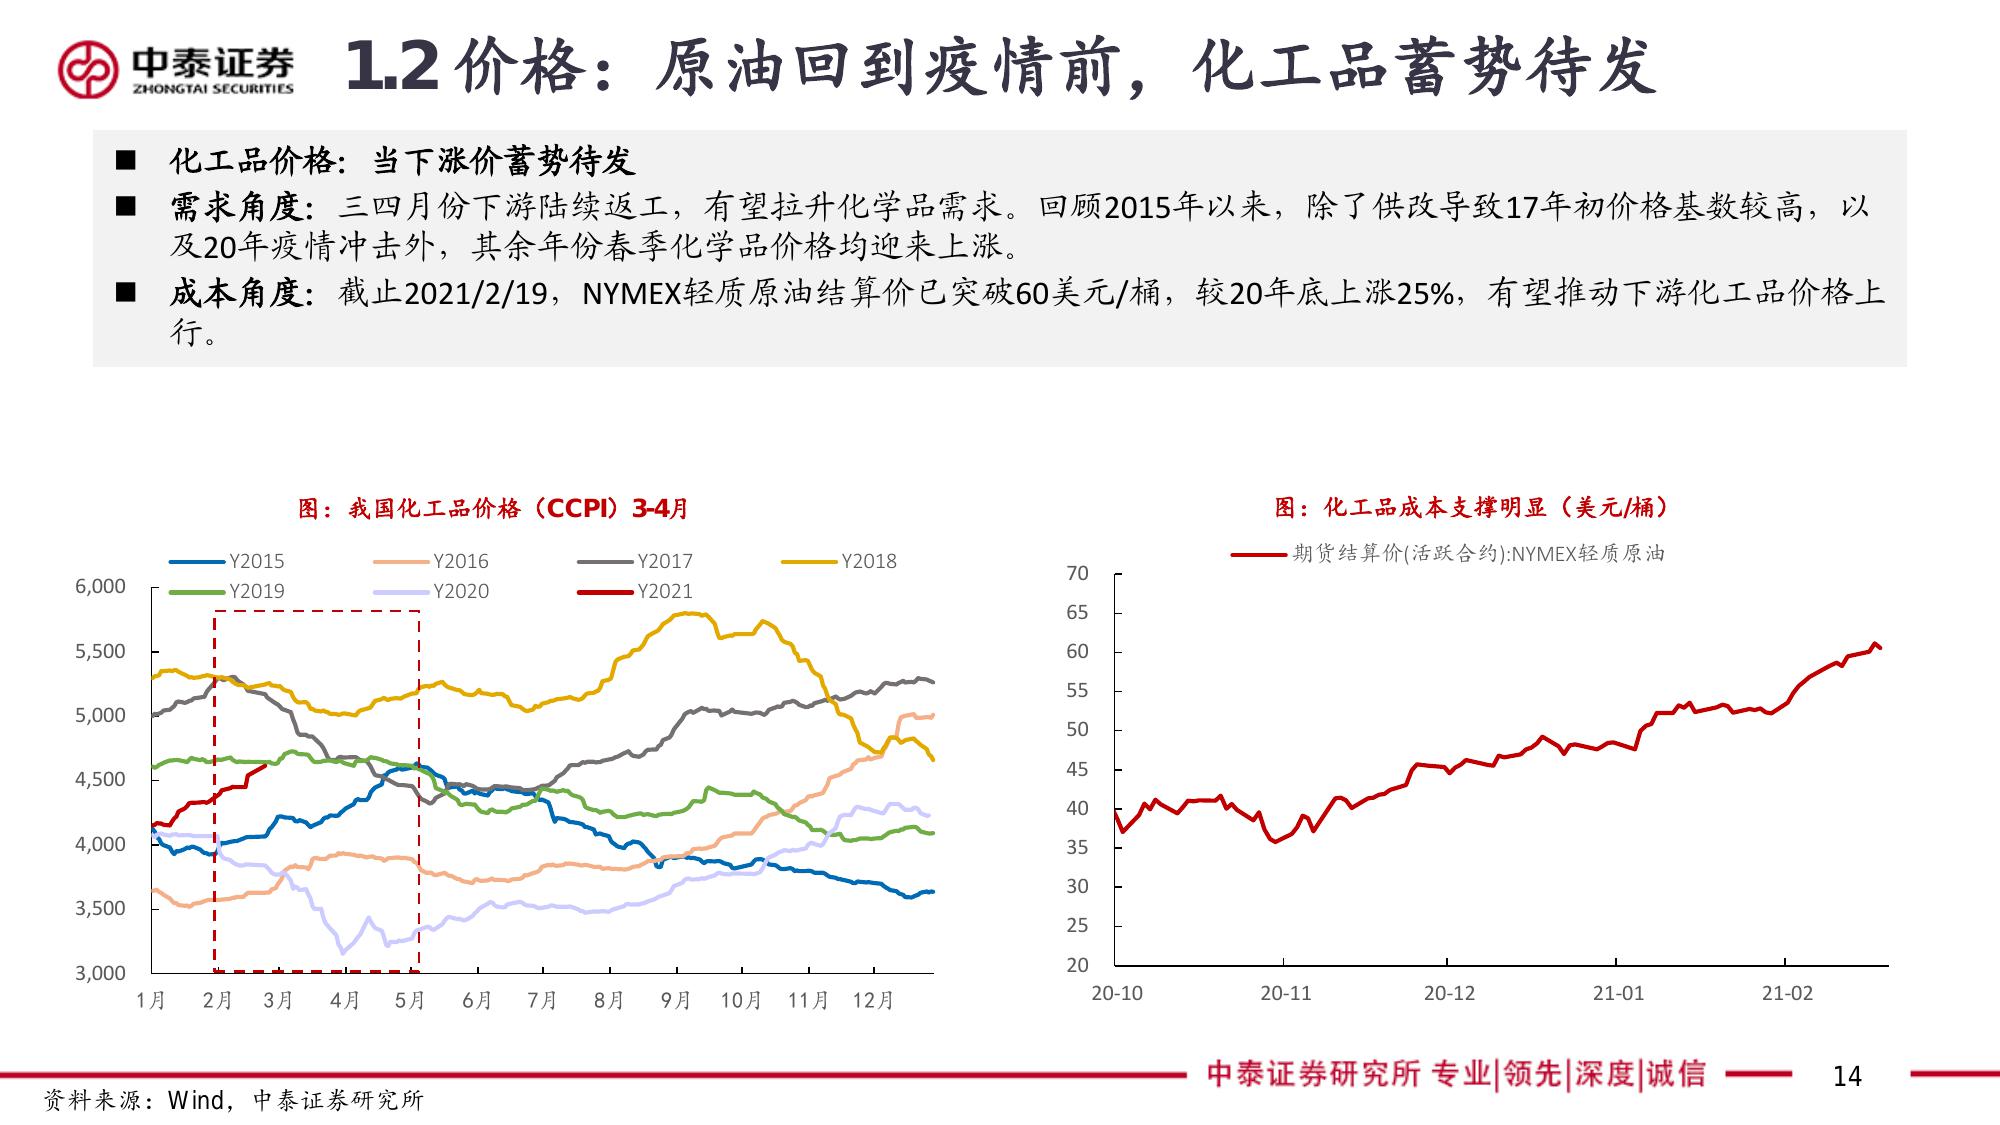 中泰证券
ZHONGTAI SECURITIES
1.2价格：原油回到疫情前，化工品蓄势待发
■ 化工品价格：当下涨价蓄势待发
■ 需求角度：三四月份下游陆续返工，有望拉升化学品需求。回顾2015年以来，除了供改导致17年初价格基数较高，以
及20年疫情冲击外，其余年份春季化学品价格均迎来上涨。
■ 成本角度：截止2021/2/19，NYMEX轻质原油结算价已突破60美元/桶，较20年底上涨25%，有望推动下游化工品价格上
行。
图：我国化工品价格（CCPI）3-4月
Y2015 Y2016 Y2017 Y2018
Y2019 Y2020 Y2021
6,000
5,500
5,000
4,500
4,000
3,500
3,000
1月 2月 3月 4月 5月 6月 7月 8月 9月 10月 11月 12月
图：化工品成本支撑明显（美元/桶）
期货结算价(活跃合约):NYMEX轻质原油
70
65
60
55
50
45
40
35
30
25
20
20-10 20-11 20-12 21-01 21-02
中泰证券研究所 专业|领先|深度|诚信
14
资料来源：Wind，中泰证券研究所